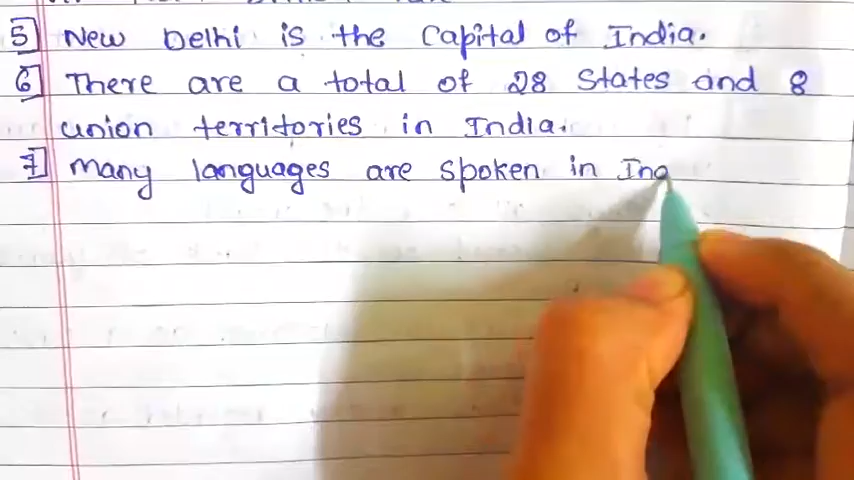 5] New Delhi is the Capital of India.
6] There are a total of 28 States and 8
union territories in India.
7] Many languages are spoken in Ind